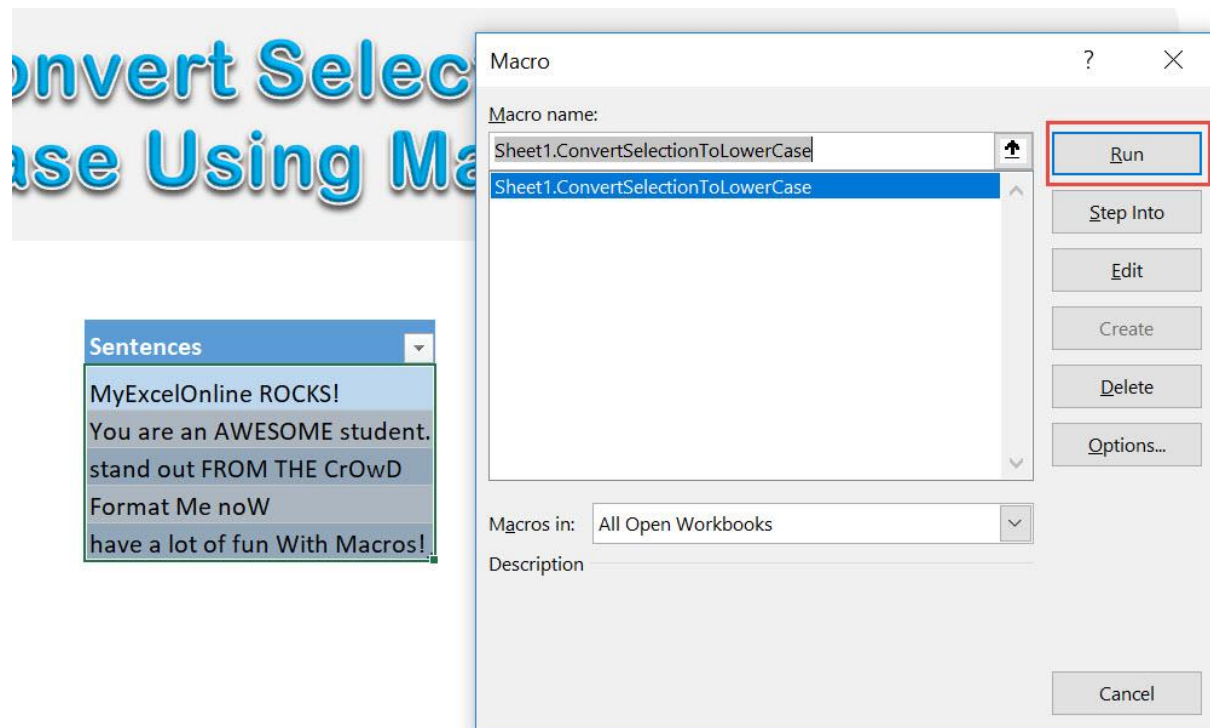 onvert Selec
ase Using Ma
Sentences
MyExcelOnline ROCKS!
You are an AWESOME student.
stand out FROM THE CrOwD
Format Me noW
have a lot of fun With Macros!
Macro
?
Macro name:
Sheet1.ConvertSelectionToLowerCase
Sheet1.ConvertSelectionToLowerCase
Run
Step Into
Edit
Create
Delete
Options...
Macros in: All Open Workbooks
Description
Cancel